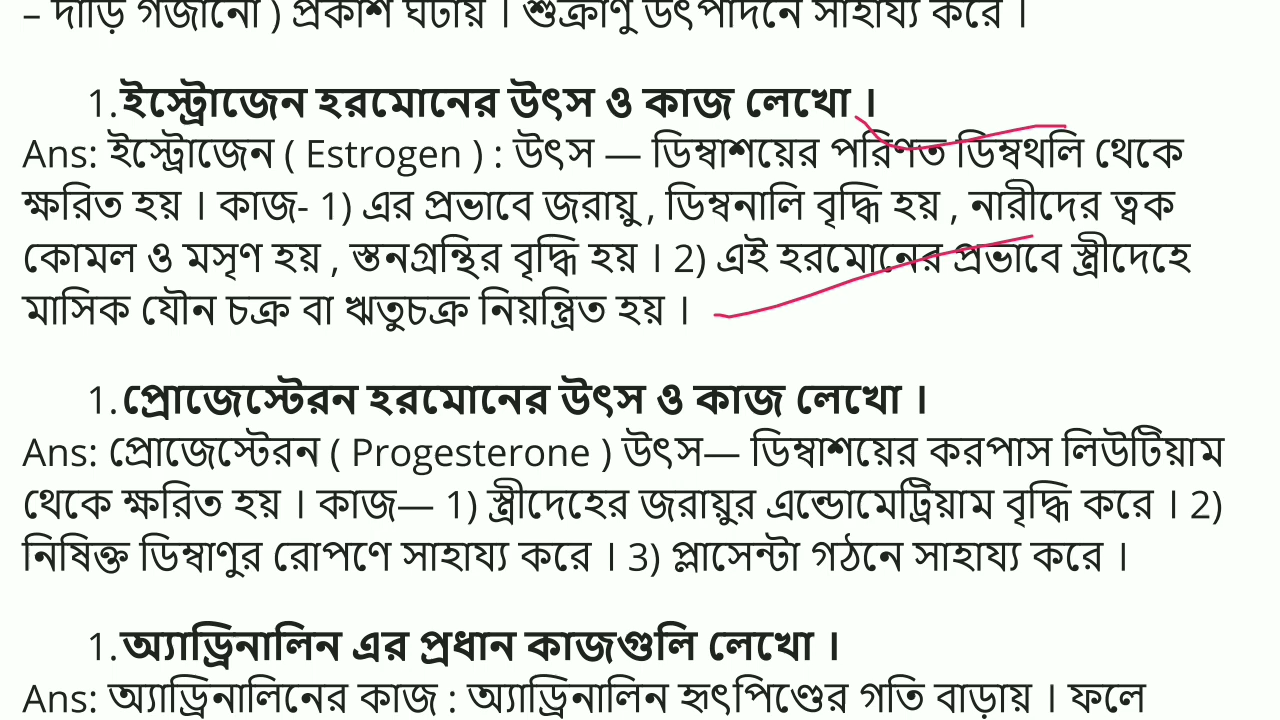 – দাড়ি গজানো ) প্রকাশ ঘটায় । শুক্রাণু উৎপাদনে সাহায্য করে ।
1. ইস্ট্রোজেন হরমোনের উৎস ও কাজ লেখো ।
Ans: ইস্ট্রোজেন ( Estrogen ) : উৎস — ডিম্বাশয়ের পরিণত ডিম্বথলি থেকে
ক্ষরিত হয় । কাজ- 1) এর প্রভাবে জরায়ু , ডিম্বনালি বৃদ্ধি হয় , নারীদের ত্বক
কোমল ও মসৃণ হয় , স্তনগ্রন্থির বৃদ্ধি হয় । 2) এই হরমোনের প্রভাবে স্ত্রীদেহে
মাসিক যৌন চক্র বা ঋতুচক্র নিয়ন্ত্রিত হয় ।
1. প্রোজেস্টেরন হরমোনের উৎস ও কাজ লেখো ।
Ans: প্রোজেস্টেরন ( Progesterone ) উৎস— ডিম্বাশয়ের করপাস লিউটিয়াম
থেকে ক্ষরিত হয় । কাজ— 1) স্ত্রীদেহের জরায়ুর এন্ডোমেট্রিয়াম বৃদ্ধি করে । 2)
নিষিক্ত ডিম্বাণুর রোপণে সাহায্য করে । 3) প্লাসেন্টা গঠনে সাহায্য করে ।
1. অ্যাড্রিনালিন এর প্রধান কাজগুলি লেখো ।
Ans: অ্যাড্রিনালিনের কাজ : অ্যাড্রিনালিন হৃৎপিণ্ডের গতি বাড়ায় । ফলে